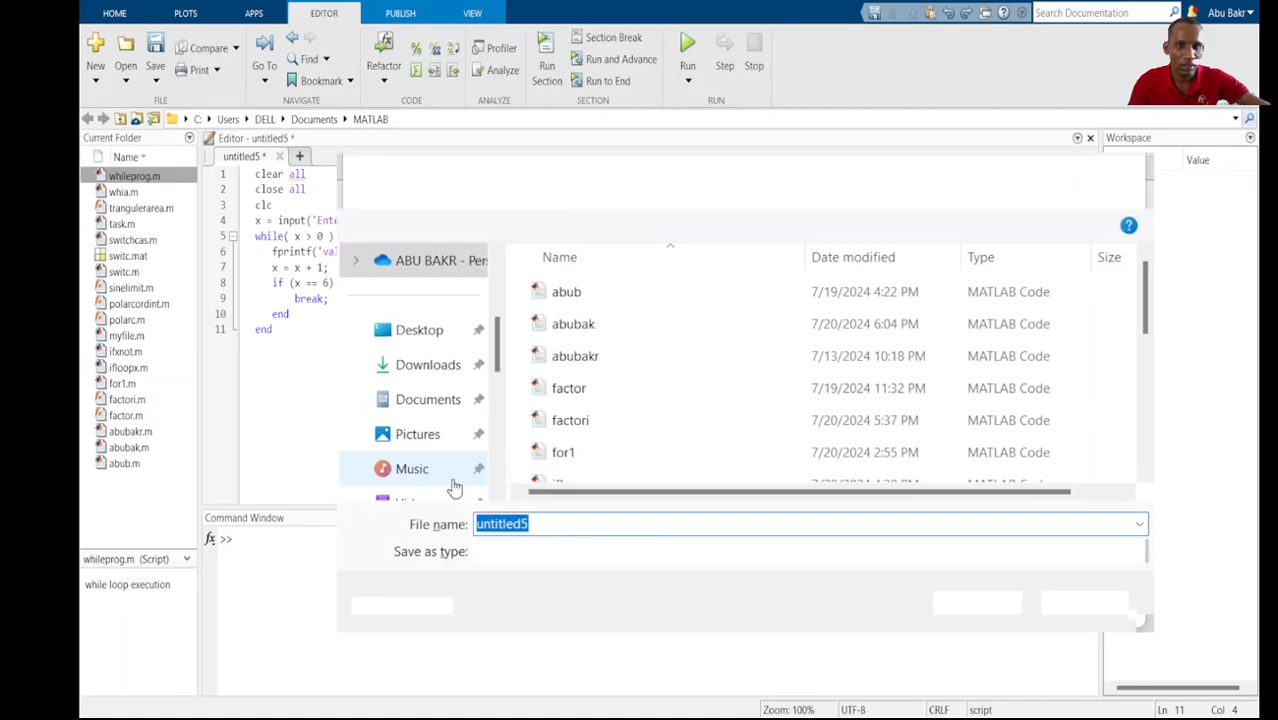 HOME PLOTS APPS EDITOR PUBLISH VIEW Search Documentation Abu Bakr
New Open Save Compare Print Go To Find Bookmark Refactor Profiler Analyze Run Section Section Break Run and Advance Run to End Run Step Stop
FILE NAVIGATE CODE ANALYZE SECTION RUN
C: Users DELL Documents MATLAB
Current Folder
Editor - untitled5 *
Workspace
Name
untitled5 *
Value
whileprog.m
whia.m
trangulerarea.m
task.m
switchcas.m
switc.mat
switc.m
sinelimit.m
polarcordint.m
polarc.m
myfile.m
ifxnot.m
ifloopx.m
for1.m
factori.m
factor.m
abubakr.m
abubak.m
abub.m
1 clear all
2 close all
3 clc
4 x = input('Ente
5 while( x > 0 )
6 fprintf('val
7 x = x + 1;
8 if (x == 6)
9 break;
10 end
11 end
ABU BAKR - Pers
Desktop
Downloads
Documents
Pictures
Music
Name Date modified Type Size
abub 7/19/2024 4:22 PM MATLAB Code
abubak 7/20/2024 6:04 PM MATLAB Code
abubakr 7/13/2024 10:18 PM MATLAB Code
factor 7/19/2024 11:32 PM MATLAB Code
factori 7/20/2024 5:37 PM MATLAB Code
for1 7/20/2024 2:55 PM MATLAB Code
File name: untitled5
Save as type:
Command Window
fx >>
whileprog.m (Script)
while loop execution
Zoom: 100% UTF-8 CRLF script Ln 11 Col 4